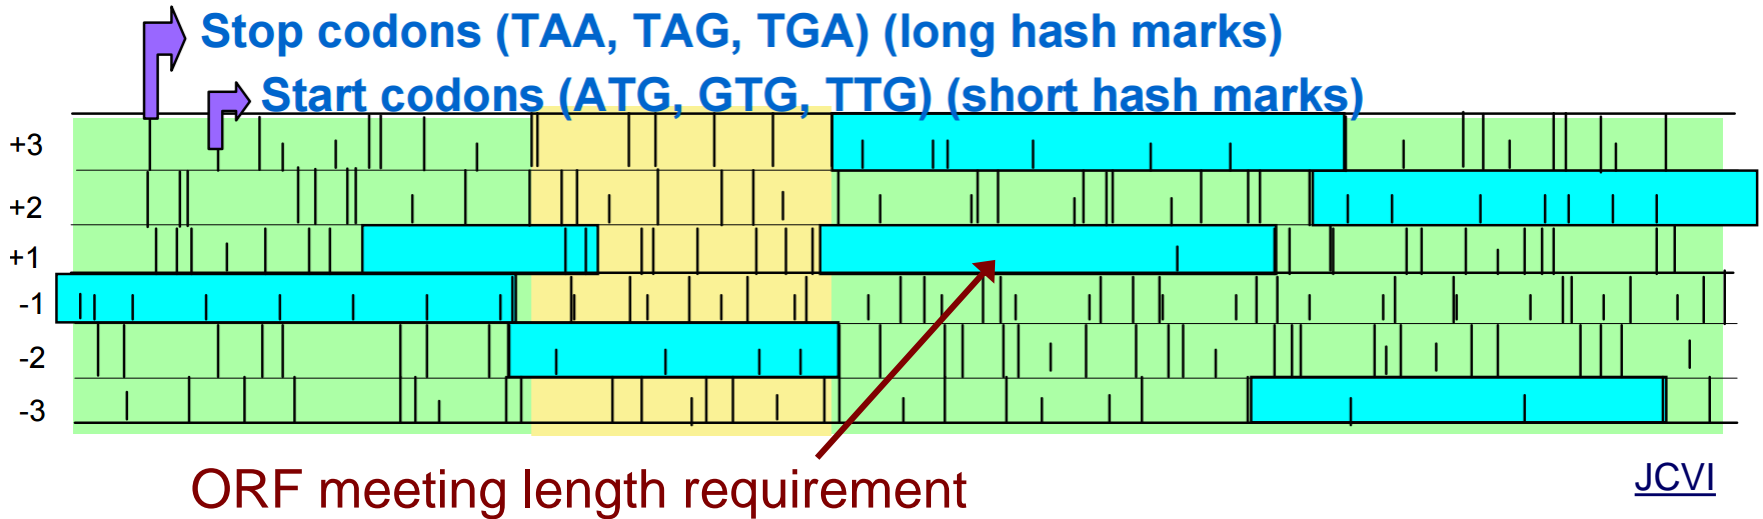 Stop codons (TAA, TAG, TGA) (long hash marks)
Start codons (ATG, GTG, TTG) (short hash marks)
+3
+2
+1
-1
-2
-3
ORF meeting length requirement
JCVI